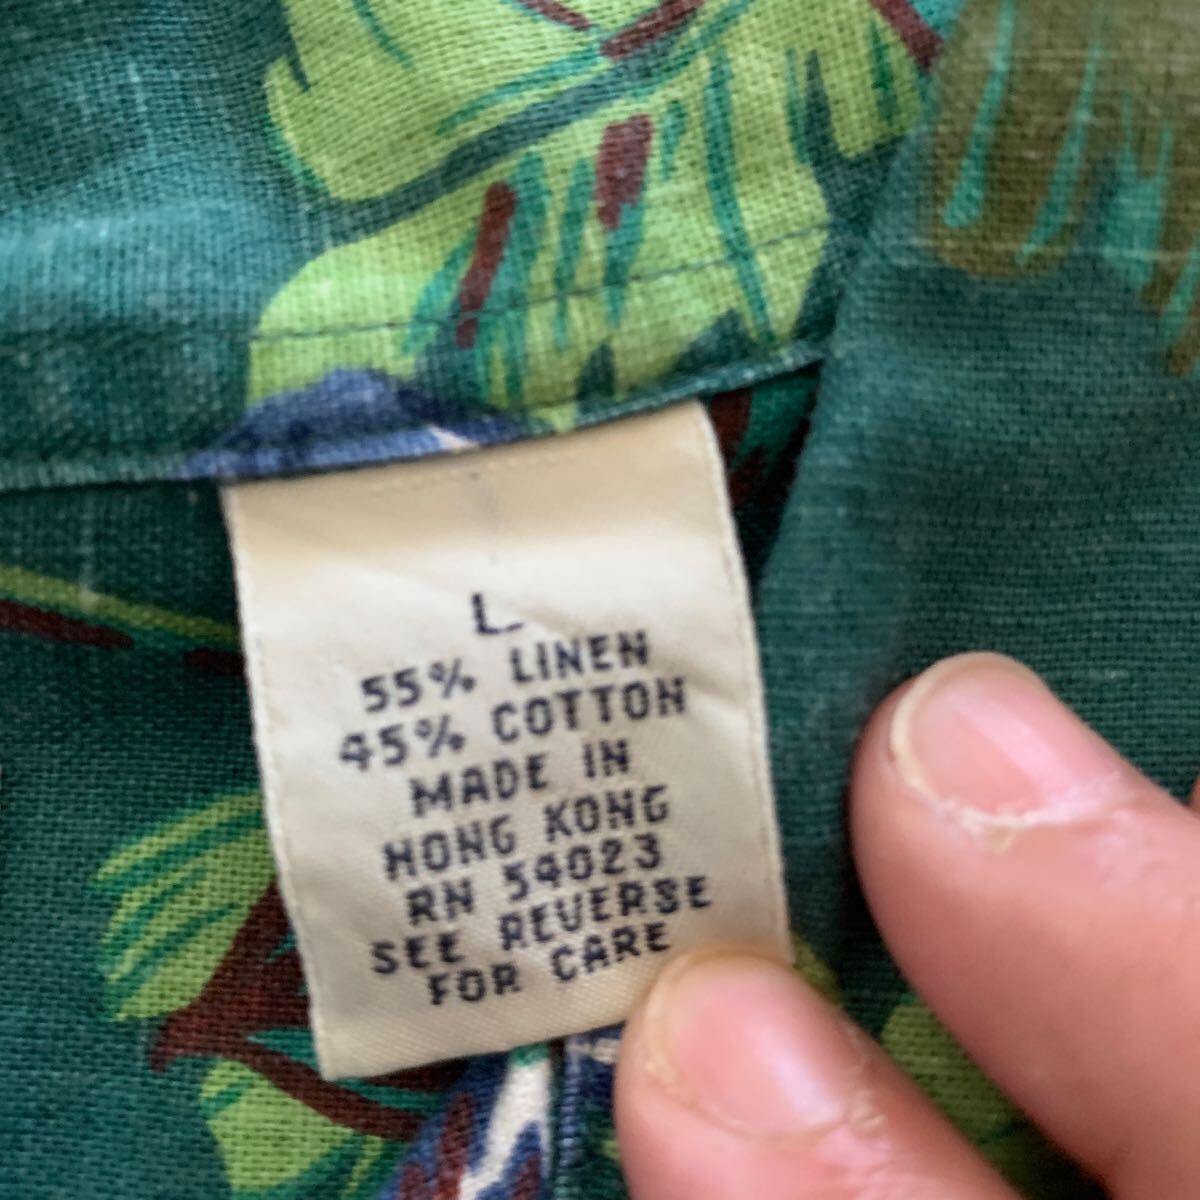 L
55% LINEN
45% COTTON
MADE IN
HONG KONG
RN 54023
SEE REVERSE
FOR CARE